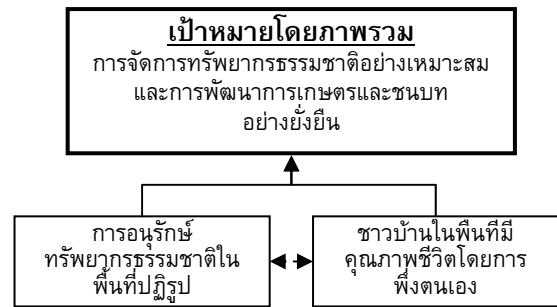 เป้าหมายโดยภาพรวม
การจัดการทรัพยากรธรรมชาติอย่างเหมาะสม
และการพัฒนาการเกษตรและชนบท
อย่างยั่งยืน
การอนุรักษ์
ทรัพยากรธรรมชาติใน
พื้นที่ปฏิรูป
ชาวบ้านในพื้นที่มี
คุณภาพชีวิตโดยการ
พึ่งตนเอง